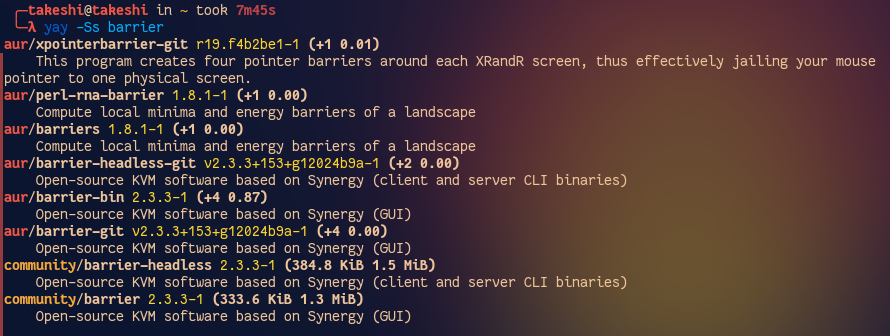 ╭─takeshi@takeshi in ~ took 7m45s
╰─λ yay -Ss barrier
aur/xpointerbarrier-git r19.f4b2be1-1 (+1 0.01)
    This program creates four pointer barriers around each XRandR screen, thus effectively jailing your mouse
pointer to one physical screen.
aur/perl-rna-barrier 1.8.1-1 (+1 0.00)
    Compute local minima and energy barriers of a landscape
aur/barriers 1.8.1-1 (+1 0.00)
    Compute local minima and energy barriers of a landscape
aur/barrier-headless-git v2.3.3+153+g12024b9a-1 (+2 0.00)
    Open-source KVM software based on Synergy (client and server CLI binaries)
aur/barrier-bin 2.3.3-1 (+4 0.87)
    Open-source KVM software based on Synergy (GUI)
aur/barrier-git v2.3.3+153+g12024b9a-1 (+4 0.00)
    Open-source KVM software based on Synergy (GUI)
community/barrier-headless 2.3.3-1 (384.8 KiB 1.5 MiB)
    Open-source KVM software based on Synergy (client and server CLI binaries)
community/barrier 2.3.3-1 (333.6 KiB 1.3 MiB)
    Open-source KVM software based on Synergy (GUI)